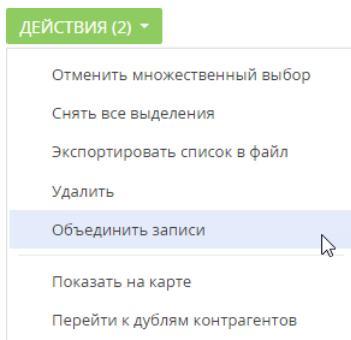 ДЕЙСТВИЯ (2)
Отменить множественный выбор
Снять все выделения
Экспортировать список в файл
Удалить
Объединить записи
Показать на карте
Перейти к дублям контрагентов